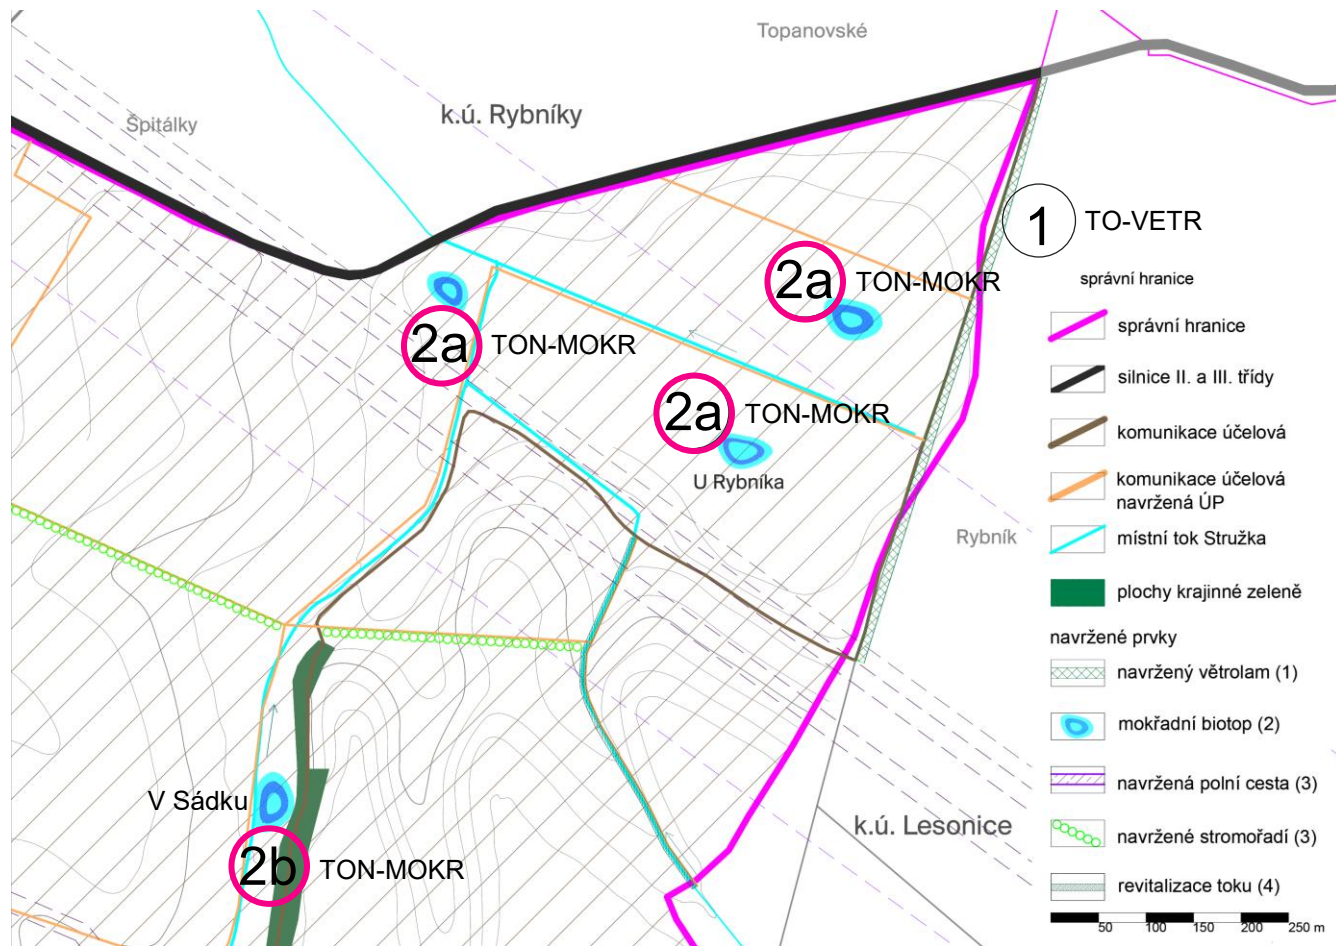 Topanovské
k.ú. Rybníky
Špitálky
1 TO-VETR
2a TON-MOKR
2a TON-MOKR
2a TON-MOKR
U Rybníka
Rybník
V Sádku
2b TON-MOKR
k.ú. Lesonice
správní hranice
správní hranice
silnice II. a III. třídy
komunikace účelová
komunikace účelová
navržená ÚP
místní tok Stružka
plochy krajinné zeleně
navržené prvky
navržený větrolam (1)
mokřadní biotop (2)
navržená polní cesta (3)
navržené stromořadí (3)
revitalizace toku (4)
50 100 150 200 250 m